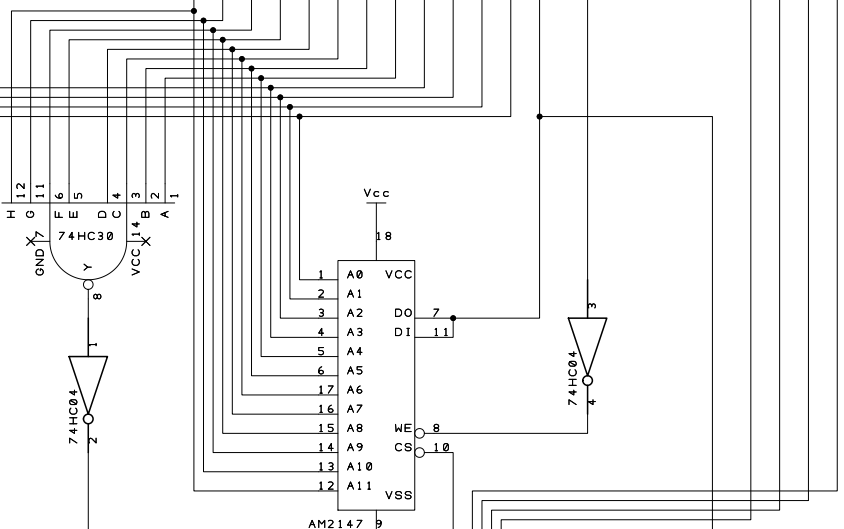 12 11 6 5 4 3 2 1
H G F E D C B A
7 74HC30 14
GND Y VCC
8
1
74HC04
2
Vcc
18
1 A0 VCC
2 A1
3 A2 DO 7
4 A3 DI 11
5 A4
6 A5
17 A6
16 A7
15 A8 WE 8
14 A9 CS 10
13 A10
12 A11
VSS
AM2147 9
3
74HC04
4